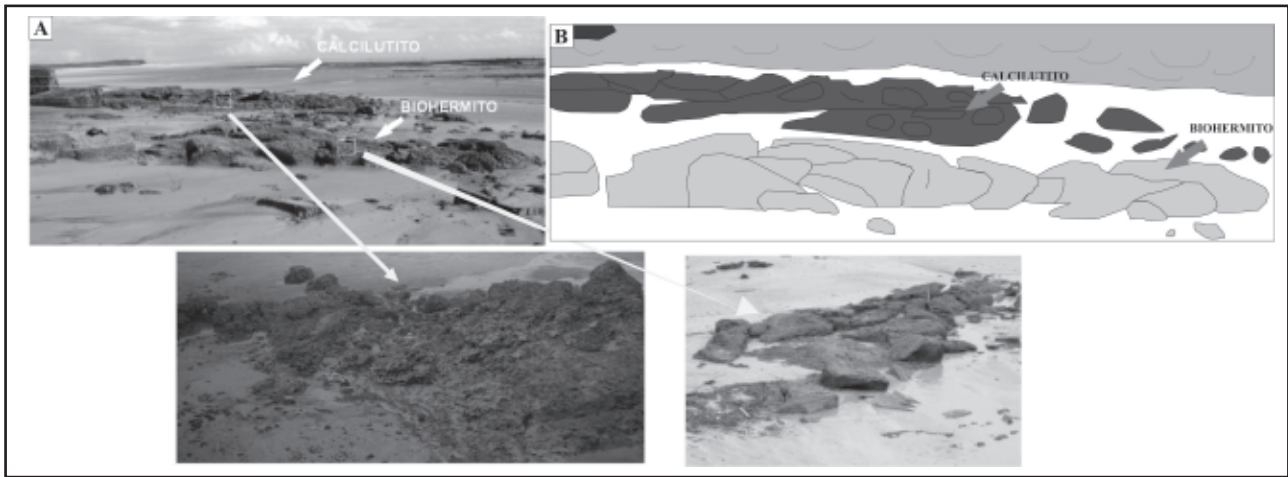 A
CALCILUTITO
BIOHERMITO
B
CALCILUTITO
BIOHERMITO